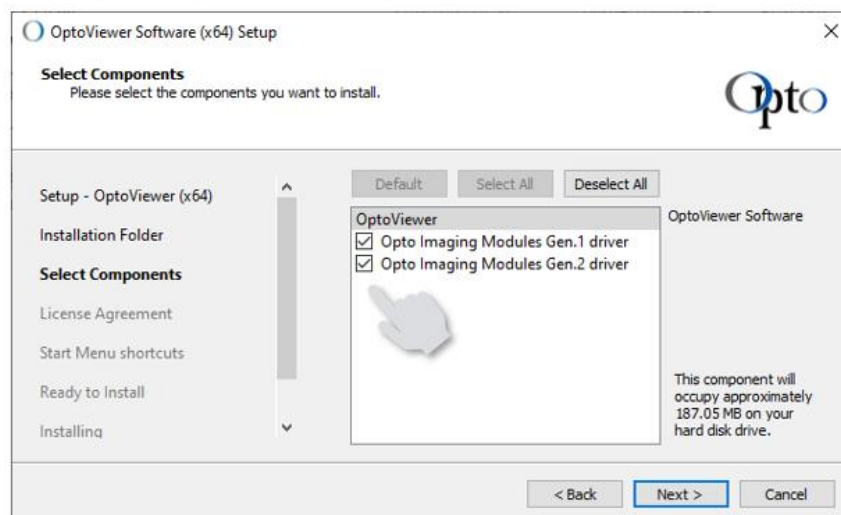 OptoViewer Software (x64) Setup
Select Components
Please select the components you want to install.
Opto
Setup - OptoViewer (x64)
Installation Folder
Select Components
License Agreement
Start Menu shortcuts
Ready to Install
Installing
Default Select All Deselect All
OptoViewer
Opto Imaging Modules Gen.1 driver
Opto Imaging Modules Gen.2 driver
OptoViewer Software
This component will
occupy approximately
187.05 MB on your
hard disk drive.
< Back Next > Cancel